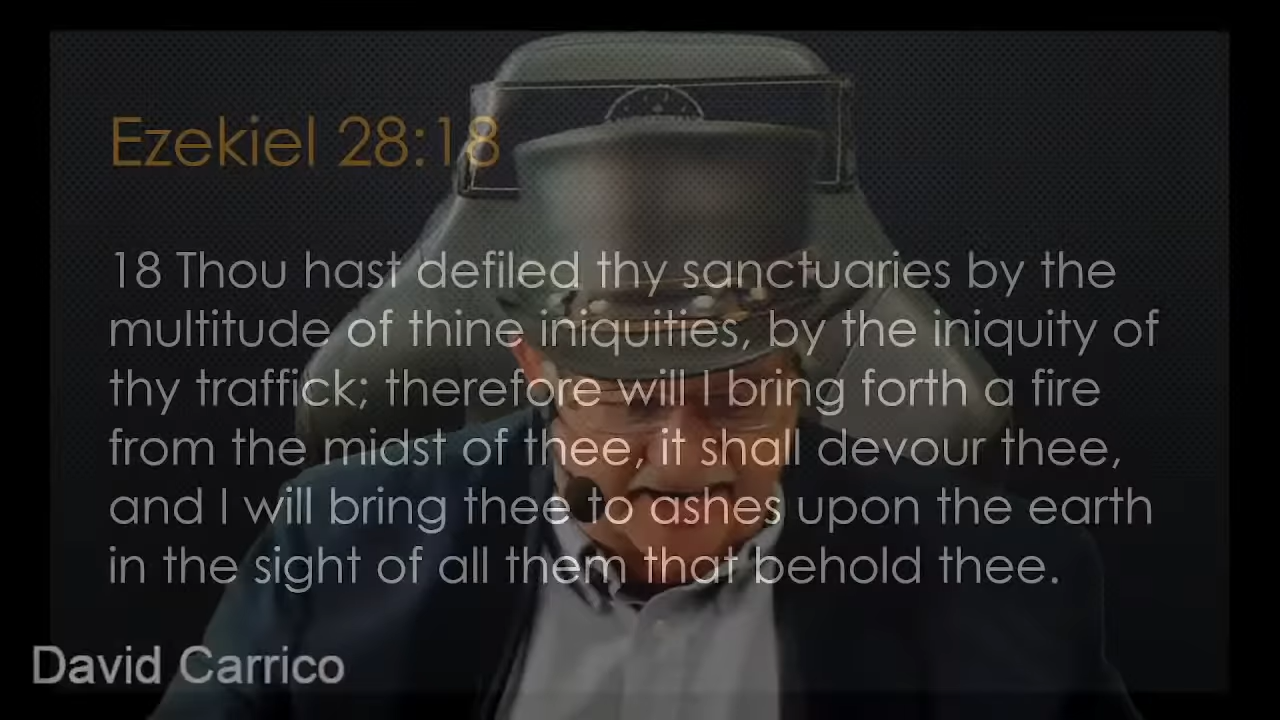 Ezekiel 28:18
18 Thou hast defiled thy sanctuaries by the
multitude of thine iniquities, by the iniquity of
thy traffick; therefore will I bring forth a fire
from the midst of thee, it shall devour thee,
and I will bring thee to ashes upon the earth
in the sight of all them that behold thee.
David Carrico